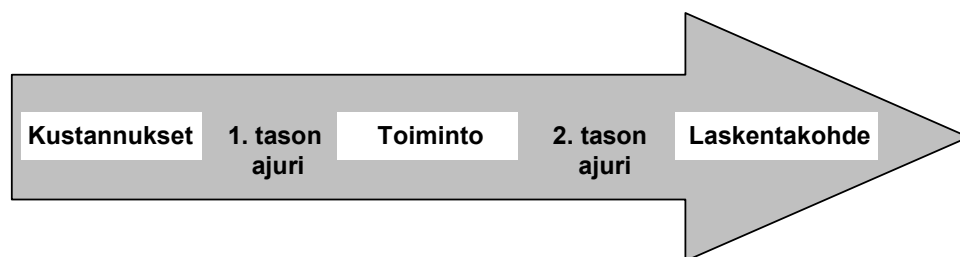 Kustannukset
1. tason
ajuri
Toiminto
2. tason
ajuri
Laskentakohde